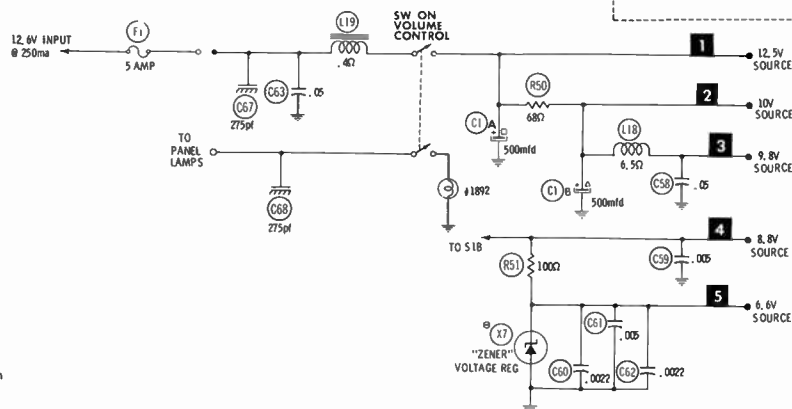 SW ON
VOLUME
CONTROL
12.6V INPUT
@ 250ma
F1
5 AMP
L19
.4Ω
C67
275pf
C63
.05
1
12.5V
SOURCE
R50
68Ω
2
10V
SOURCE
C1 A
500mfd
L18
6.5Ω
3
9.8V
SOURCE
C1 B
500mfd
C58
.05
TO
PANEL
LAMPS
C68
275pf
#1892
TO S1B
4
8.8V
SOURCE
R51
100Ω
C59
.005
5
6.6V
SOURCE
X7
"ZENER"
VOLTAGE REG
C61
.005
C60
.0022
C62
.0022